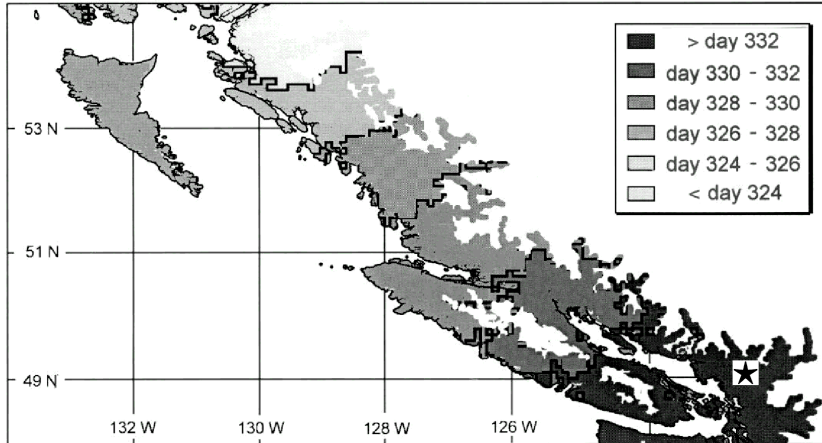 > day 332
day 330 - 332
day 328 - 330
day 326 - 328
day 324 - 326
< day 324
53 N
51 N
49 N
132 W
130 W
128 W
126 W